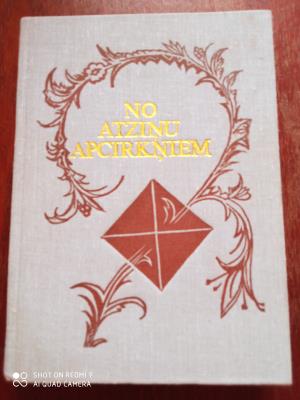 NO
ATZIŅU
APCIRKŅIEM
SHOT ON REDMI 9
AI QUAD CAMERA